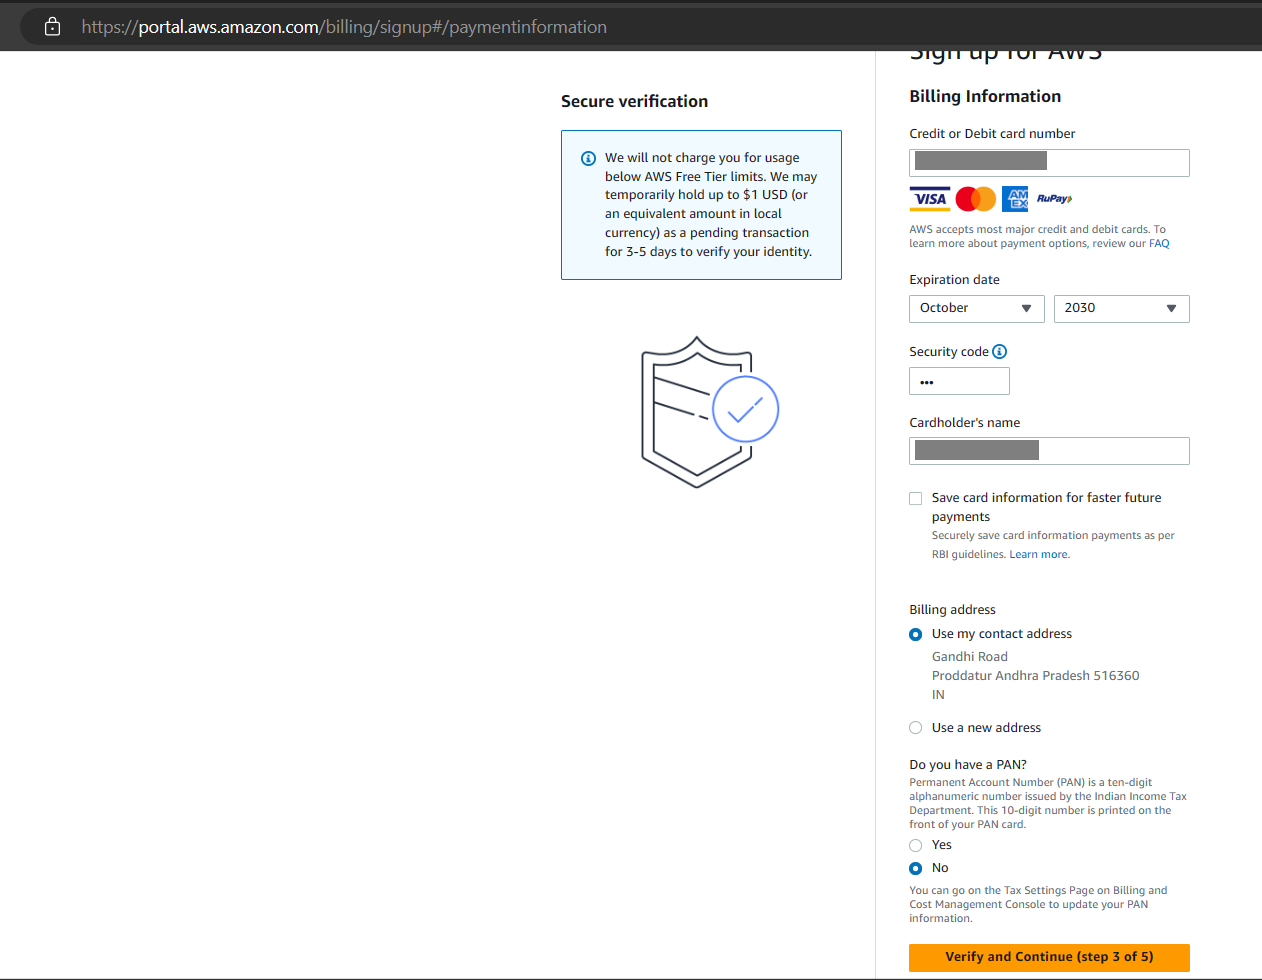 https://portal.aws.amazon.com/billing/signup#/paymentinformation
Sign up for AWS
Secure verification
We will not charge you for usage
below AWS Free Tier limits. We may
temporarily hold up to $1 USD (or
an equivalent amount in local
currency) as a pending transaction
for 3-5 days to verify your identity.
Billing Information
Credit or Debit card number
VISA AM EX RuPay
AWS accepts most major credit and debit cards. To
learn more about payment options, review our FAQ
Expiration date
October 2030
Security code
•••
Cardholder's name
Save card information for faster future
payments
Securely save card information payments as per
RBI guidelines. Learn more.
Billing address
Use my contact address
Gandhi Road
Proddatur Andhra Pradesh 516360
IN
Use a new address
Do you have a PAN?
Permanent Account Number (PAN) is a ten-digit
alphanumeric number issued by the Indian Income Tax
Department. This 10-digit number is printed on the
front of your PAN card.
Yes
No
You can go on the Tax Settings Page on Billing and
Cost Management Console to update your PAN
information.
Verify and Continue (step 3 of 5)